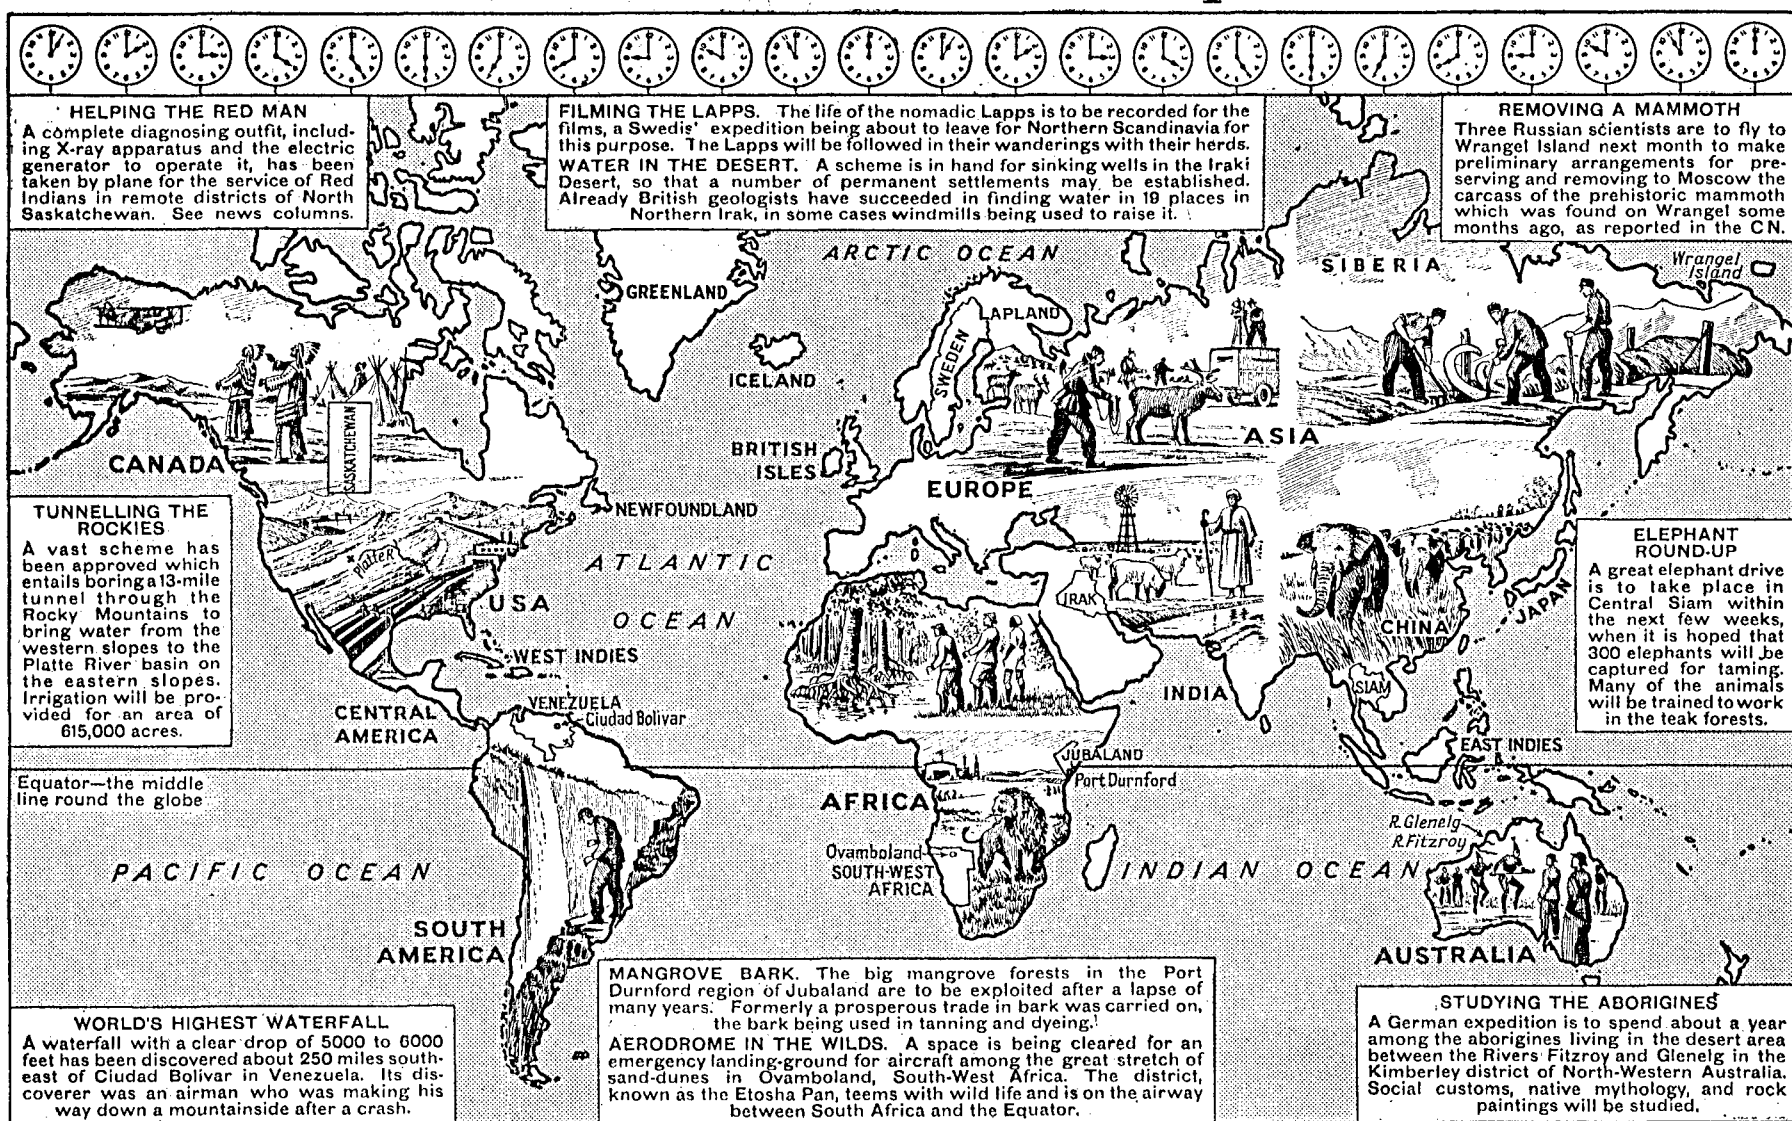 HELPING THE RED MAN
A complete diagnosing outfit, includ-
ing X-ray apparatus and the electric
generator to operate it, has been
taken by plane for the service of Red
Indians in remote districts of North
Saskatchewan. See news columns.
FILMING THE LAPPS. The life of the nomadic Lapps is to be recorded for the
films, a Swedis' expedition being about to leave for Northern Scandinavia for
this purpose. The Lapps will be followed in their wanderings with their herds.
WATER IN THE DESERT. A scheme is in hand for sinking wells in the Iraki
Desert, so that a number of permanent settlements may be established.
Already British geologists have succeeded in finding water in 19 places in
Northern Irak, in some cases windmills being used to raise it.
REMOVING A MAMMOTH
Three Russian scientists are to fly to
Wrangel Island next month to make
preliminary arrangements for pre-
serving and removing to Moscow the
carcass of the prehistoric mammoth
which was found on Wrangel some
months ago, as reported in the CN.
ARCTIC OCEAN
SIBERIA
Wrangel
Island
GREENLAND
LAPLAND
SWEDEN
ICELAND
SASKATCHEWAN
CANADA
BRITISH
ISLES
ASIA
EUROPE
NEWFOUNDLAND
TUNNELLING THE
ROCKIES
A vast scheme has
been approved which
entails boring a 13-mile
tunnel through the
Rocky Mountains to
bring water from the
western slopes to the
Platte River basin on
the eastern slopes.
Irrigation will be pro-
vided for an area of
615,000 acres.
Platte R
USA
ATLANTIC
OCEAN
IRAK
CHINA
JAPAN
ELEPHANT
ROUND-UP
A great elephant drive
is to take place in
Central Siam within
the next few weeks,
when it is hoped that
300 elephants will be
captured for taming.
Many of the animals
will be trained to work
in the teak forests.
WEST INDIES
INDIA
SIAM
VENEZUELA
Ciudad Bolivar
CENTRAL
AMERICA
EAST INDIES
JUBALAND
Port Durnford
Equator—the middle
line round the globe
AFRICA
R. Glenelg
R. Fitzroy
Ovamboland
SOUTH-WEST
AFRICA
PACIFIC OCEAN
INDIAN OCEAN
SOUTH
AMERICA
AUSTRALIA
WORLD'S HIGHEST WATERFALL
A waterfall with a clear drop of 5000 to 6000
feet has been discovered about 250 miles south-
east of Ciudad Bolivar in Venezuela. Its dis-
coverer was an airman who was making his
way down a mountainside after a crash.
MANGROVE BARK. The big mangrove forests in the Port
Durnford region of Jubaland are to be exploited after a lapse of
many years. Formerly a prosperous trade in bark was carried on,
the bark being used in tanning and dyeing.
AERODROME IN THE WILDS. A space is being cleared for an
emergency landing-ground for aircraft among the great stretch of
sand-dunes in Ovamboland, South-West Africa. The district,
known as the Etosha Pan, teems with wild life and is on the airway
between South Africa and the Equator.
STUDYING THE ABORIGINES
A German expedition is to spend about a year
among the aborigines living in the desert area
between the Rivers Fitzroy and Glenelg in the
Kimberley district of North-Western Australia.
Social customs, native mythology, and rock
paintings will be studied.